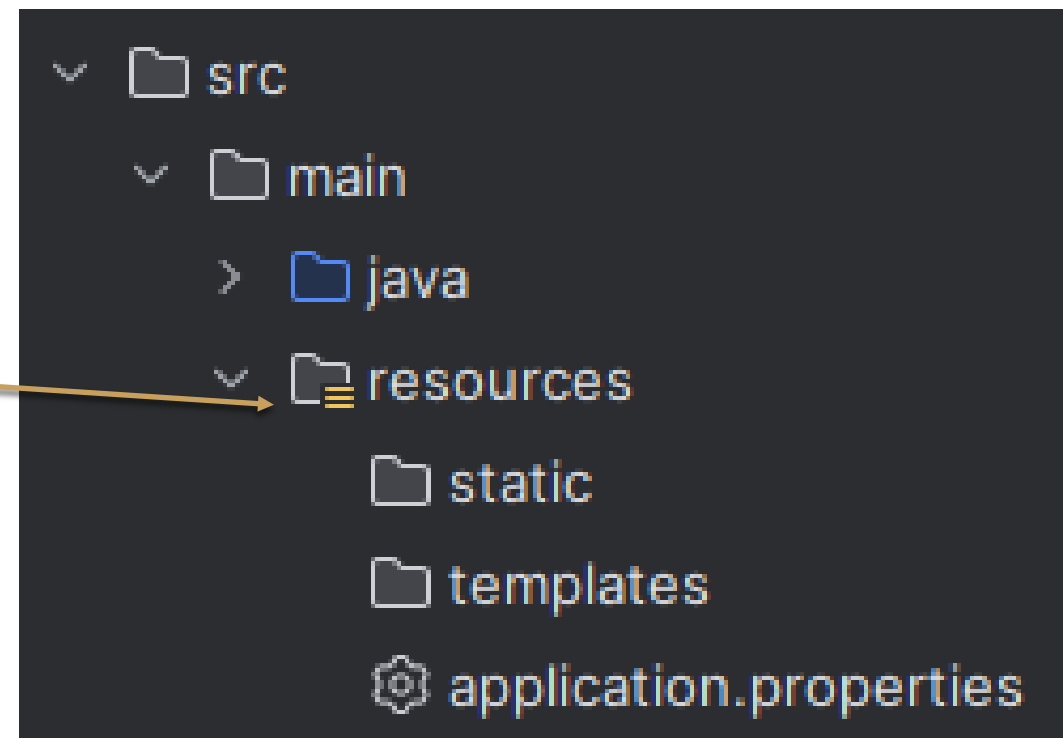 src
main
java
resources
static
templates
application.properties